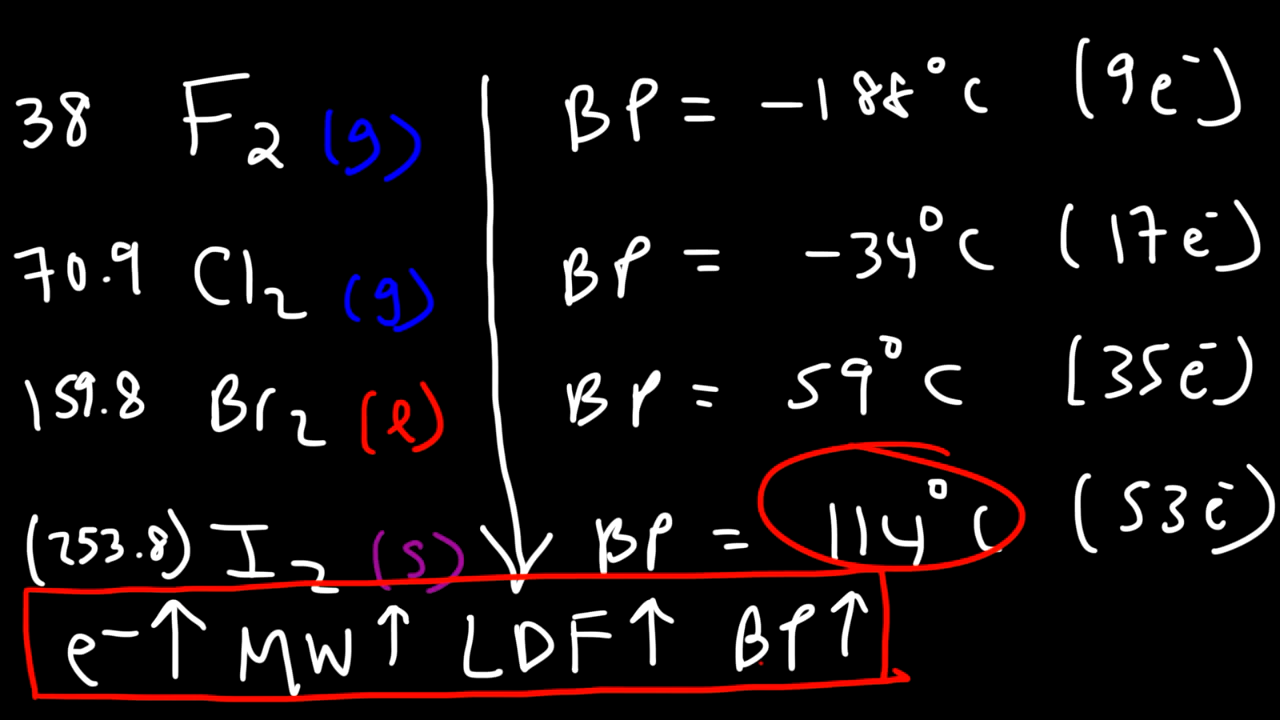 38 F₂ (g) BP = -188°C (9e⁻)
70.9 Cl₂ (g) BP = -34°C (17e⁻)
159.8 Br₂ (l) BP = 59°C (35e⁻)
(253.8) I₂ (s) BP = 114°C (53e⁻)
e⁻↑ MW↑ LDF↑ BP↑